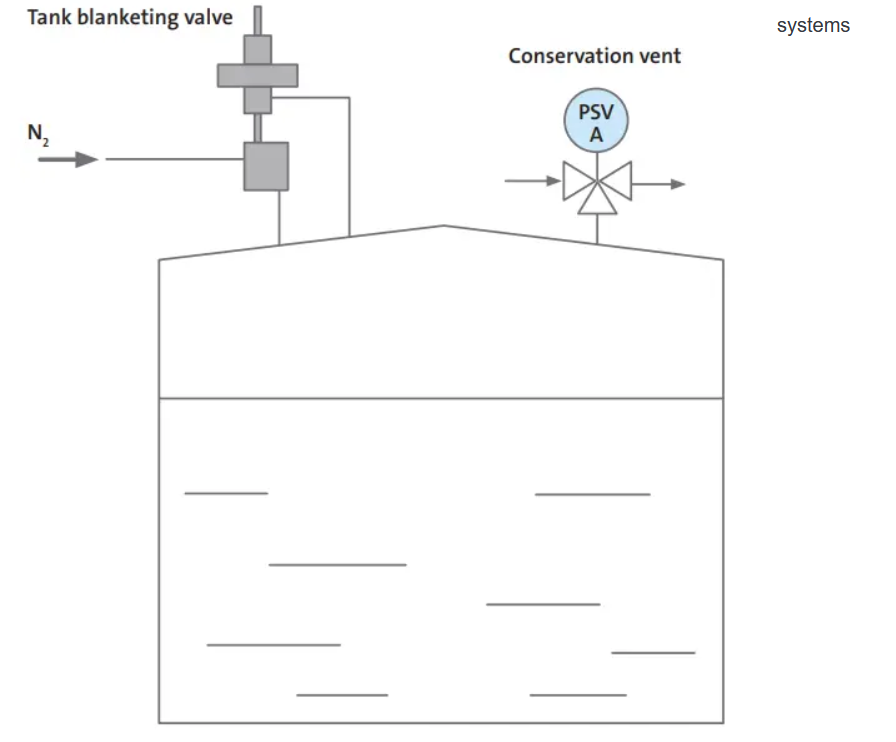 Tank blanketing valve
systems
Conservation vent
PSV
A
N₂